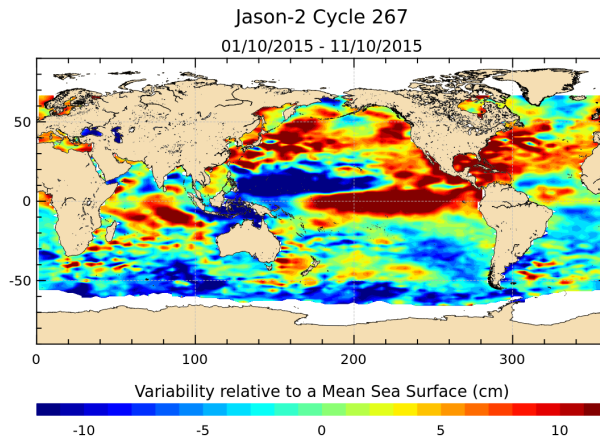 Jason-2 Cycle 267
01/10/2015 - 11/10/2015
50
0
-50
0 100 200 300
Variability relative to a Mean Sea Surface (cm)
-10 -5 0 5 10